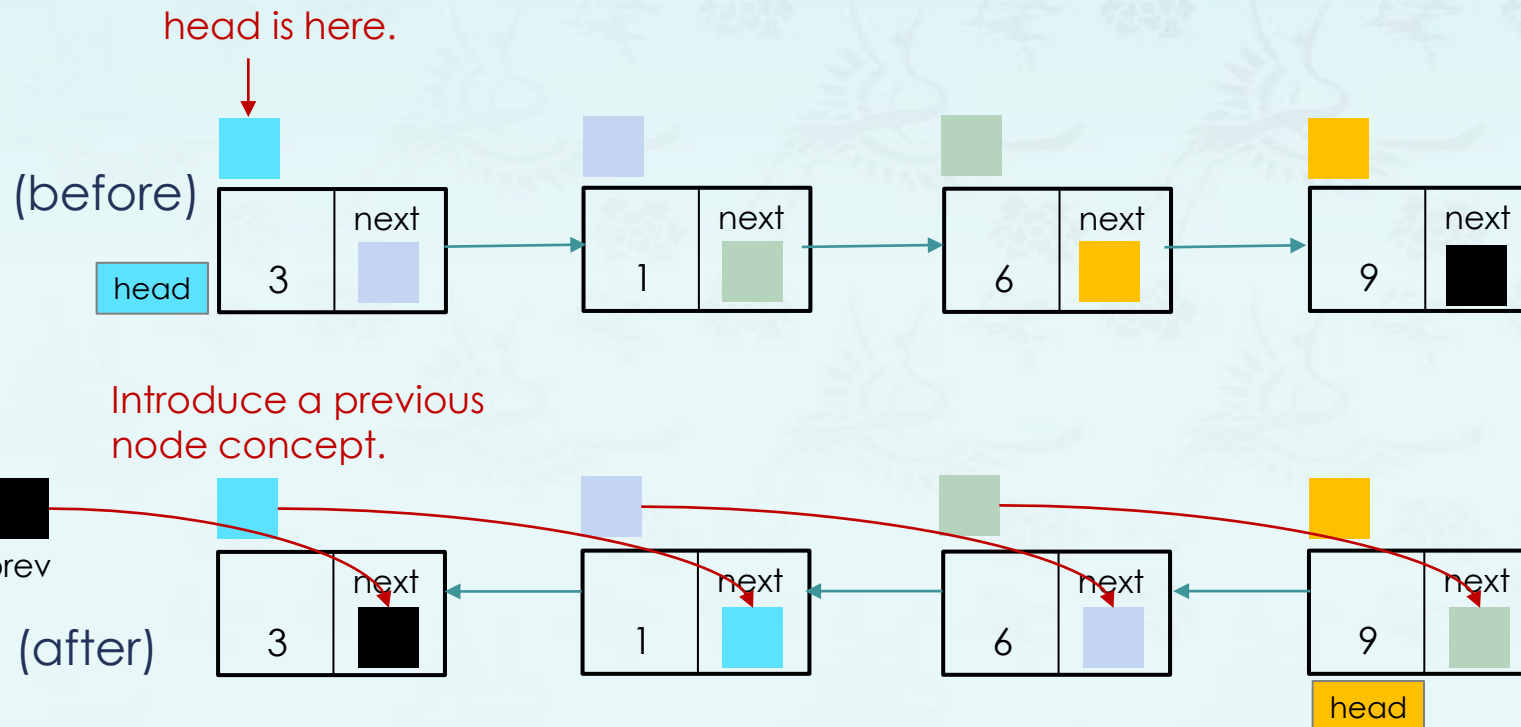 head is here.
(before)
head
3
next
1
next
6
next
9
next
Introduce a previous
node concept.
prev
(after)
3
next
1
next
6
next
9
next
head